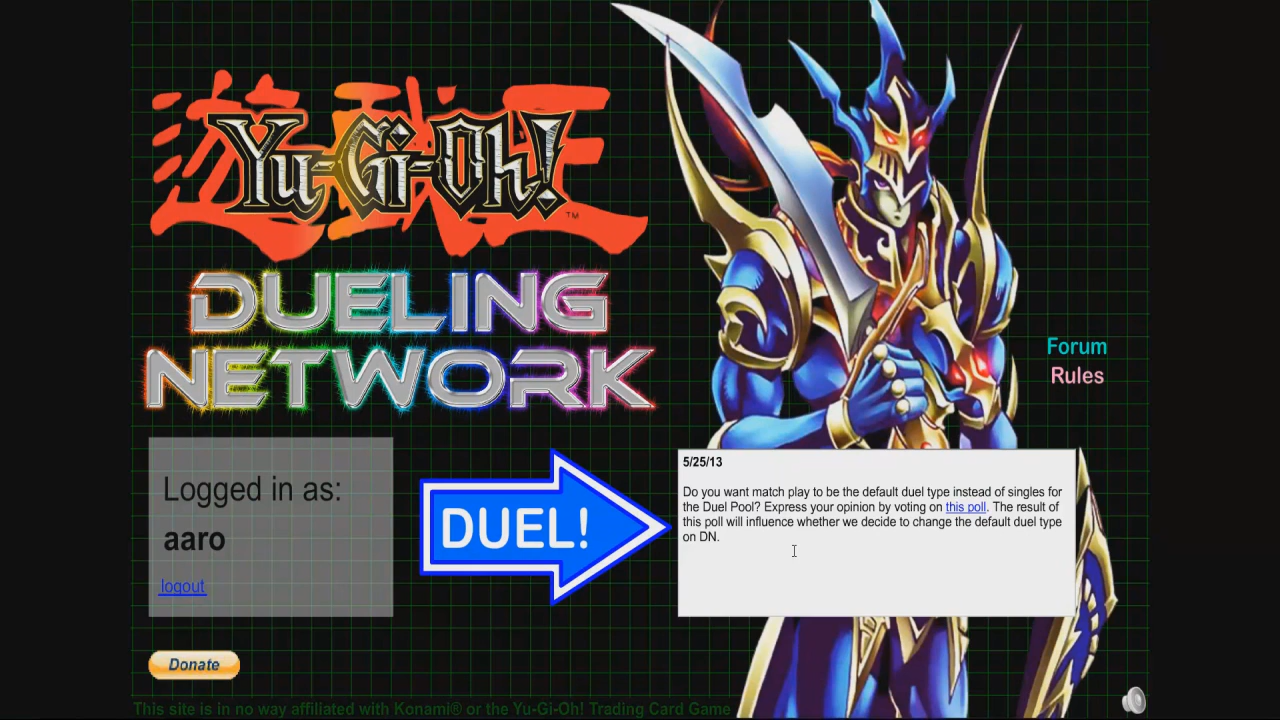 遊戯王
Yu-Gi-Oh!
TM
DUELING
NETWORK
Forum
Rules
Logged in as:
aaro
logout
DUEL!
5/25/13
Do you want match play to be the default duel type instead of singles for
the Duel Pool? Express your opinion by voting on this poll. The result of
this poll will influence whether we decide to change the default duel type
on DN.
Donate
This site is in no way affiliated with Konami® or the Yu-Gi-Oh! Trading Card Game